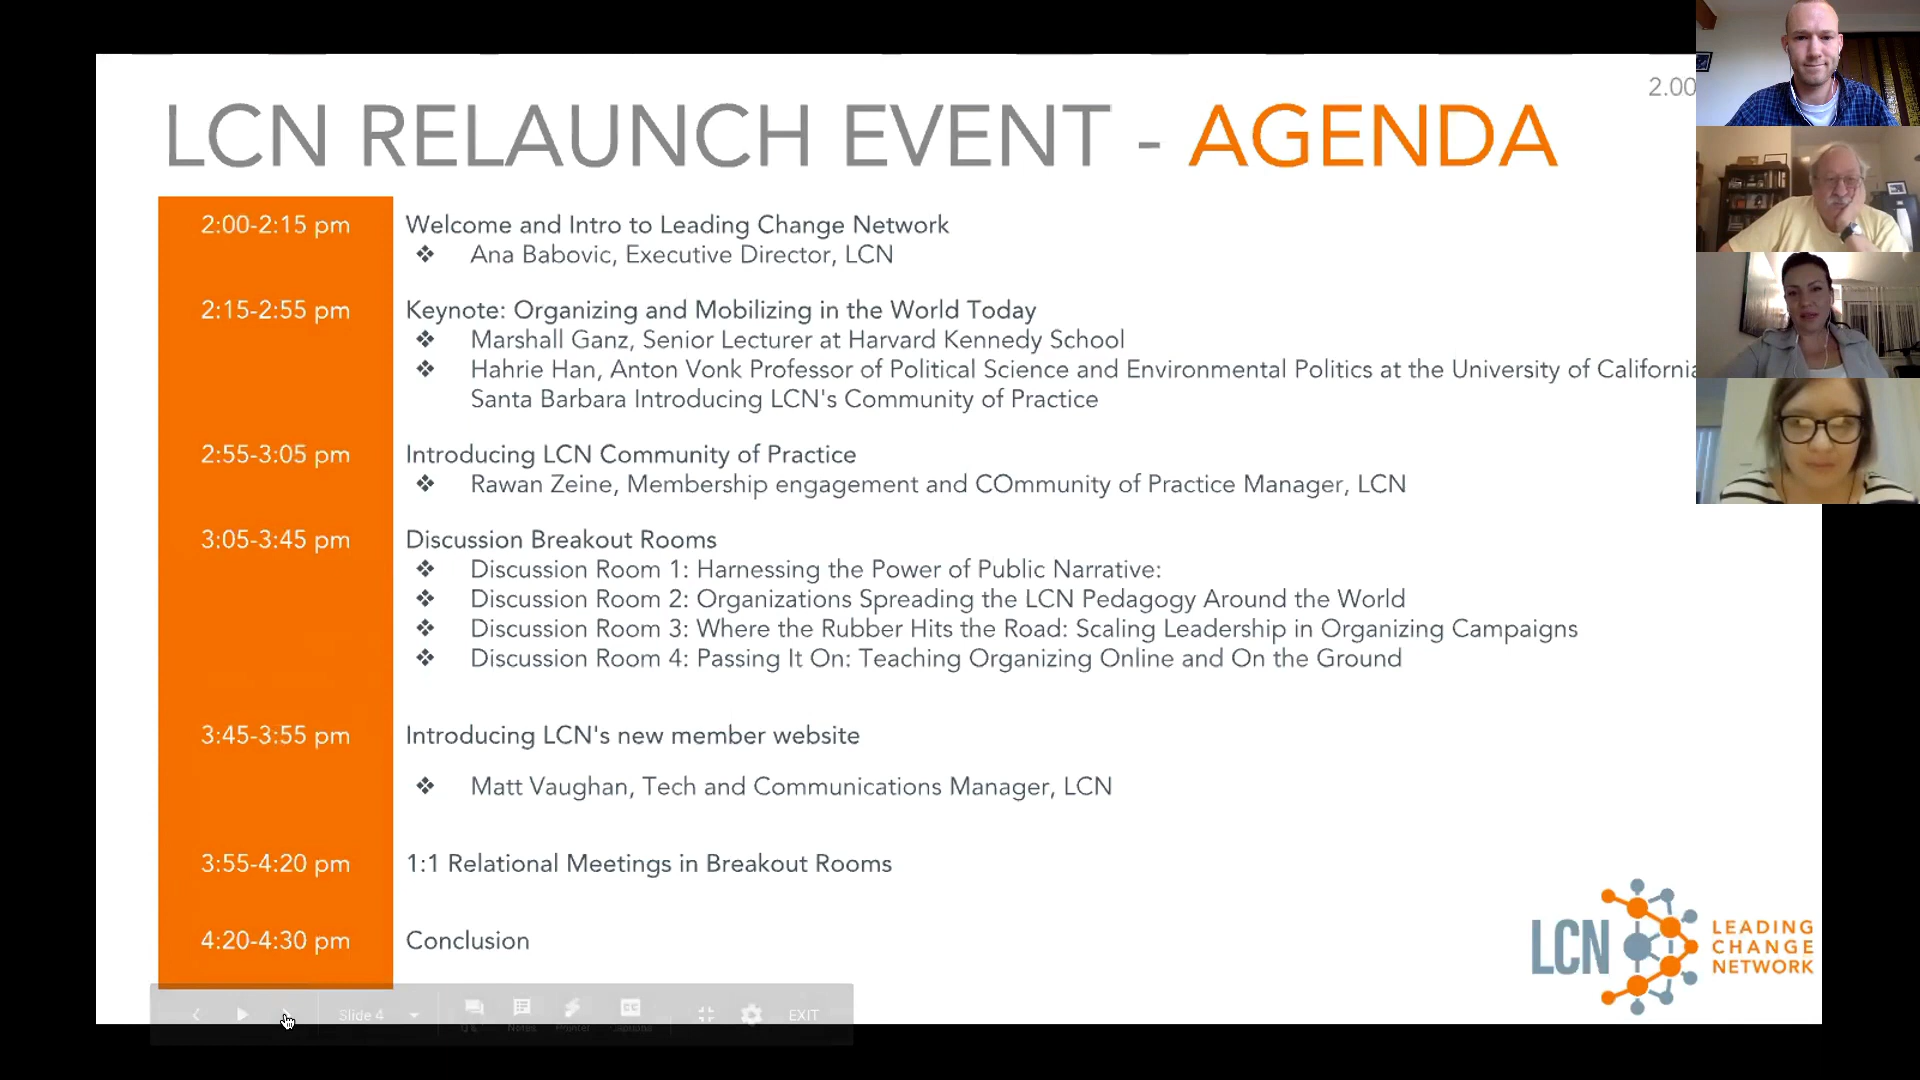 2.00
LCN RELAUNCH EVENT - AGENDA
2:00-2:15 pm
Welcome and Intro to Leading Change Network
❖ Ana Babovic, Executive Director, LCN
2:15-2:55 pm
Keynote: Organizing and Mobilizing in the World Today
❖ Marshall Ganz, Senior Lecturer at Harvard Kennedy School
❖ Hahrie Han, Anton Vonk Professor of Political Science and Environmental Politics at the University of California
Santa Barbara Introducing LCN's Community of Practice
2:55-3:05 pm
Introducing LCN Community of Practice
❖ Rawan Zeine, Membership engagement and COmmunity of Practice Manager, LCN
3:05-3:45 pm
Discussion Breakout Rooms
❖ Discussion Room 1: Harnessing the Power of Public Narrative:
❖ Discussion Room 2: Organizations Spreading the LCN Pedagogy Around the World
❖ Discussion Room 3: Where the Rubber Hits the Road: Scaling Leadership in Organizing Campaigns
❖ Discussion Room 4: Passing It On: Teaching Organizing Online and On the Ground
3:45-3:55 pm
Introducing LCN's new member website
❖ Matt Vaughan, Tech and Communications Manager, LCN
3:55-4:20 pm
1:1 Relational Meetings in Breakout Rooms
4:20-4:30 pm
Conclusion
LCN
LEADING
CHANGE
NETWORK
Slide 4
Notes
Pointer
Captions
EXIT